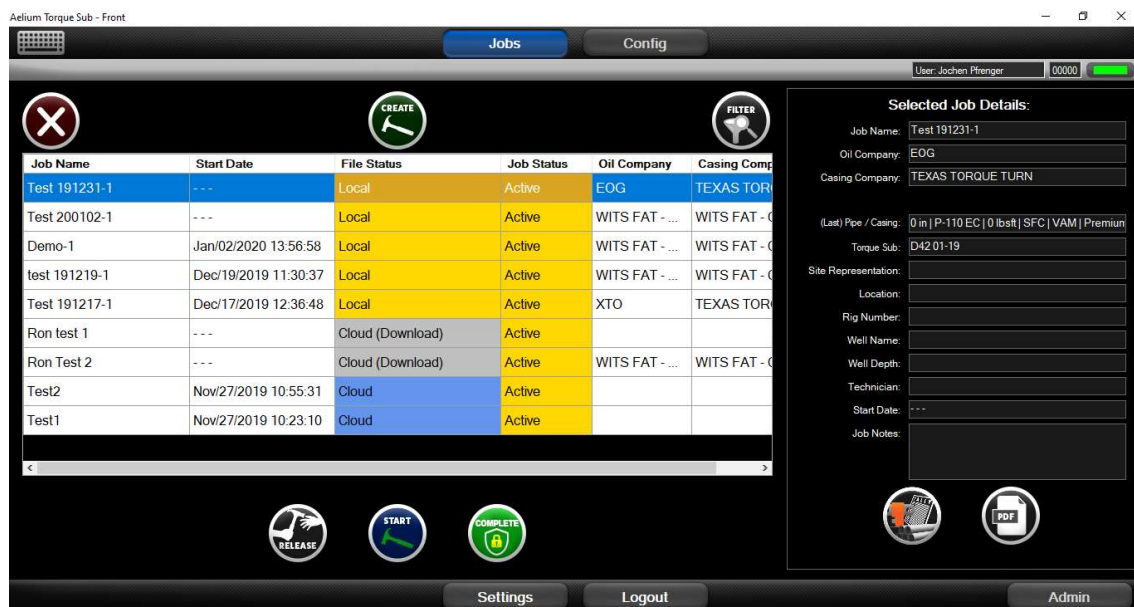 Aelium Torque Sub - Front
Jobs Config
User: Jochen Pfrenger 00000
CREATE FILTER
Job Name Start Date File Status Job Status Oil Company Casing Comp
Test 191231-1 - - - Local Active EOG TEXAS TOR
Test 200102-1 - - - Local Active WITS FAT - ... WITS FAT - C
Demo-1 Jan/02/2020 13:56:58 Local Active WITS FAT - ... WITS FAT - C
test 191219-1 Dec/19/2019 11:30:37 Local Active WITS FAT - ... WITS FAT - C
Test 191217-1 Dec/17/2019 12:36:48 Local Active XTO TEXAS TOR
Ron test 1 - - - Cloud (Download) Active
Ron Test 2 - - - Cloud (Download) Active WITS FAT - ... WITS FAT - C
Test2 Nov/27/2019 10:55:31 Cloud Active
Test1 Nov/27/2019 10:23:10 Cloud Active
RELEASE START COMPLETE
Selected Job Details:
Job Name: Test 191231-1
Oil Company: EOG
Casing Company: TEXAS TORQUE TURN
(Last) Pipe / Casing: 0 in | P-110 EC | 0 lbsft | SFC | VAM | Premiun
Torque Sub: D42 01-19
Site Representation:
Location:
Rig Number:
Well Name:
Well Depth:
Technician:
Start Date: - - -
Job Notes:
PDF
Settings Logout Admin